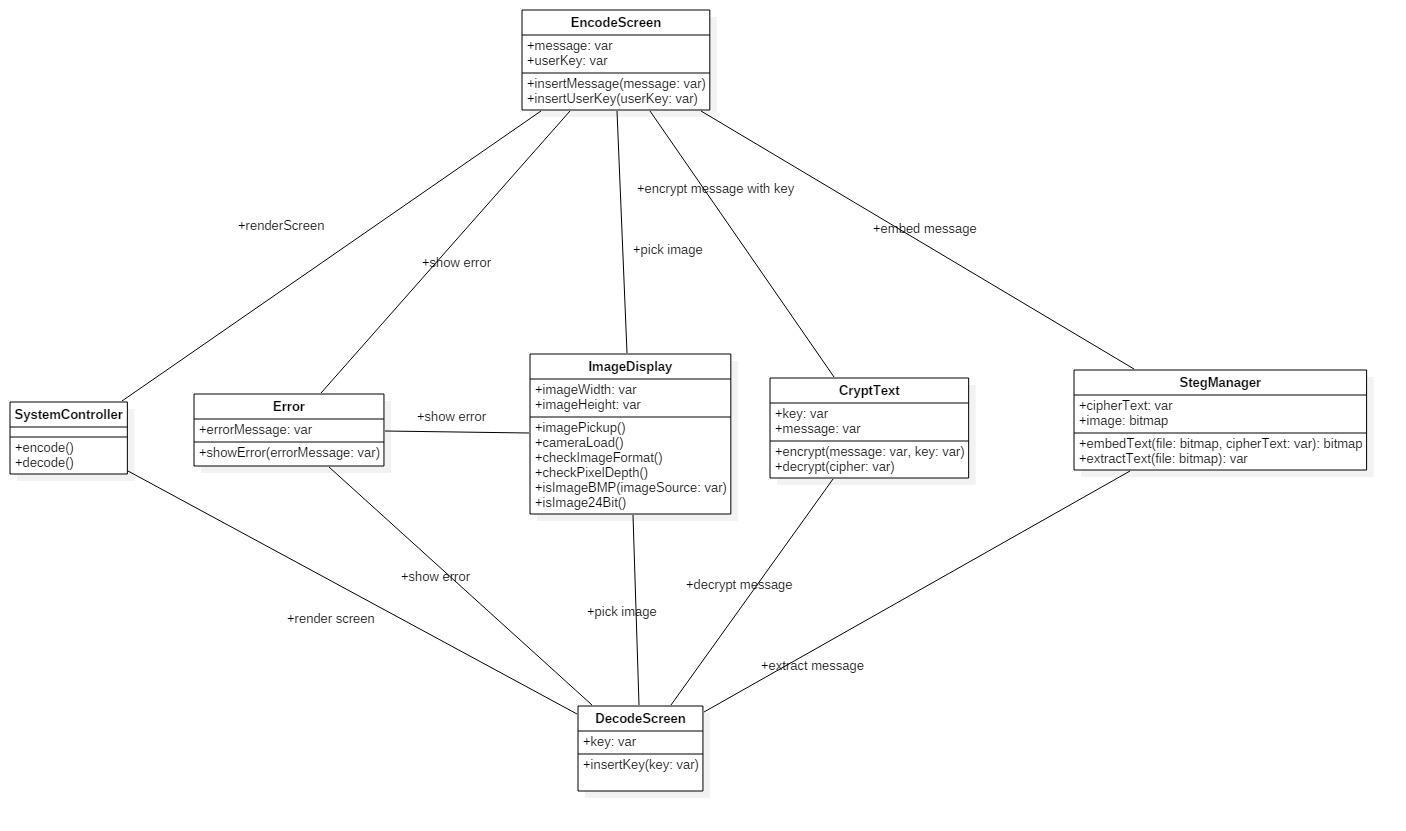 EncodeScreen
+message: var
+userKey: var
+insertMessage(message: var)
+insertUserKey(userKey: var)
+encrypt message with key
+renderScreen
+embed message
+pick image
+show error
ImageDisplay
+imageWidth: var
+imageHeight: var
+imagePickup()
+cameraLoad()
+checkImageFormat()
+checkPixelDepth()
+isImageBMP(imageSource: var)
+isImage24Bit()
SystemController
+encode()
+decode()
Error
+errorMessage: var
+showError(errorMessage: var)
+show error
CryptText
+key: var
+message: var
+encrypt(message: var, key: var)
+decrypt(cipher: var)
StegManager
+cipherText: var
+image: bitmap
+embedText(file: bitmap, cipherText: var): bitmap
+extractText(file: bitmap): var
+show error
+decrypt message
+pick image
+render screen
+extract message
DecodeScreen
+key: var
+insertKey(key: var)